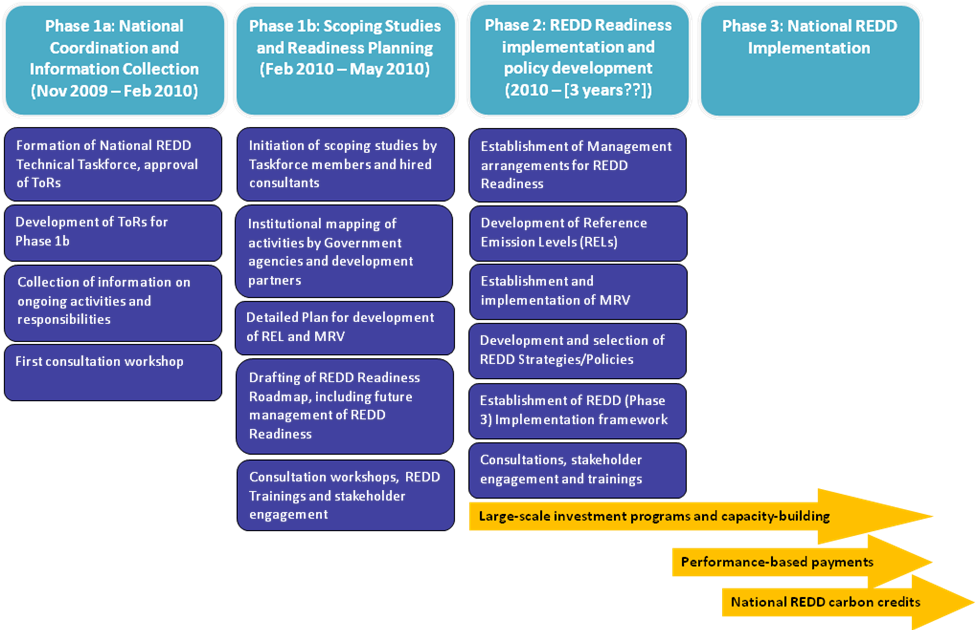 Phase 1a: National
Coordination and
Information Collection
(Nov 2009 – Feb 2010)
Formation of National REDD
Technical Taskforce, approval
of ToRs
Development of ToRs for
Phase 1b
Collection of information on
ongoing activities and
responsibilities
First consultation workshop
Phase 1b: Scoping Studies
and Readiness Planning
(Feb 2010 – May 2010)
Initiation of scoping studies by
Taskforce members and hired
consultants
Institutional mapping of
activities by Government
agencies and development
partners
Detailed Plan for development
of REL and MRV
Drafting of REDD Readiness
Roadmap, including future
management of REDD
Readiness
Consultation workshops, REDD
Trainings and stakeholder
engagement
Phase 2: REDD Readiness
implementation and
policy development
(2010 – [3 years??])
Establishment of Management
arrangements for REDD
Readiness
Development of Reference
Emission Levels (RELs)
Establishment and
implementation of MRV
Development and selection of
REDD Strategies/Policies
Establishment of REDD (Phase
3) Implementation framework
Consultations, stakeholder
engagement and trainings
Phase 3: National REDD
Implementation
Large-scale investment programs and capacity-building
Performance-based payments
National REDD carbon credits